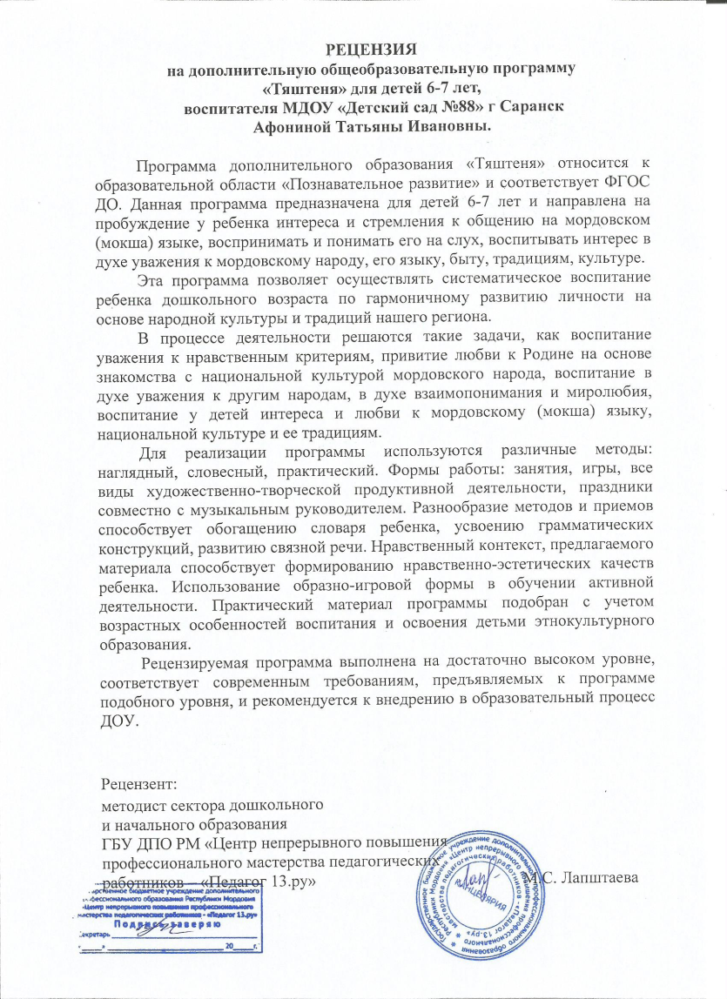 РЕЦЕНЗИЯ
на дополнительную общеобразовательную программу
«Тяштеня» для детей 6-7 лет,
воспитателя МДОУ «Детский сад №88» г Саранск
Афониной Татьяны Ивановны.
Программа дополнительного образования «Тяштеня» относится к
образовательной области «Познавательное развитие» и соответствует ФГОС
ДО. Данная программа предназначена для детей 6-7 лет и направлена на
пробуждение у ребенка интереса и стремления к общению на мордовском
(мокша) языке, воспринимать и понимать его на слух, воспитывать интерес в
духе уважения к мордовскому народу, его языку, быту, традициям, культуре.
Эта программа позволяет осуществлять систематическое воспитание
ребенка дошкольного возраста по гармоничному развитию личности на
основе народной культуры и традиций нашего региона.
В процессе деятельности решаются такие задачи, как воспитание
уважения к нравственным критериям, привитие любви к Родине на основе
знакомства с национальной культурой мордовского народа, воспитание в
духе уважения к другим народам, в духе взаимопонимания и миролюбия,
воспитание у детей интереса и любви к мордовскому (мокша) языку,
национальной культуре и ее традициям.
Для реализации программы используются различные методы:
наглядный, словесный, практический. Формы работы: занятия, игры, все
виды художественно-творческой продуктивной деятельности, праздники
совместно с музыкальным руководителем. Разнообразие методов и приемов
способствует обогащению словаря ребенка, усвоению грамматических
конструкций, развитию связной речи. Нравственный контекст, предлагаемого
материала способствует формированию нравственно-эстетических качеств
ребенка. Использование образно-игровой формы в обучении активной
деятельности. Практический материал программы подобран с учетом
возрастных особенностей воспитания и освоения детьми этнокультурного
образования.
Рецензируемая программа выполнена на достаточно высоком уровне,
соответствует современным требованиям, предъявляемых к программе
подобного уровня, и рекомендуется к внедрению в образовательный процесс
ДОУ.
Рецензент:
методист сектора дошкольного
и начального образования
ГБУ ДПО РМ «Центр непрерывного повышения
профессионального мастерства педагогических
работников – «Педагог 13.ру» М.С. Лапштаева
бюджетное учреждение дополнительного
образования Республики Мордовия
«Центр непрерывного повышения профессионального
мастерства педагогических работников - «Педагог 13.ру»
Подпись заверяю
20 г.